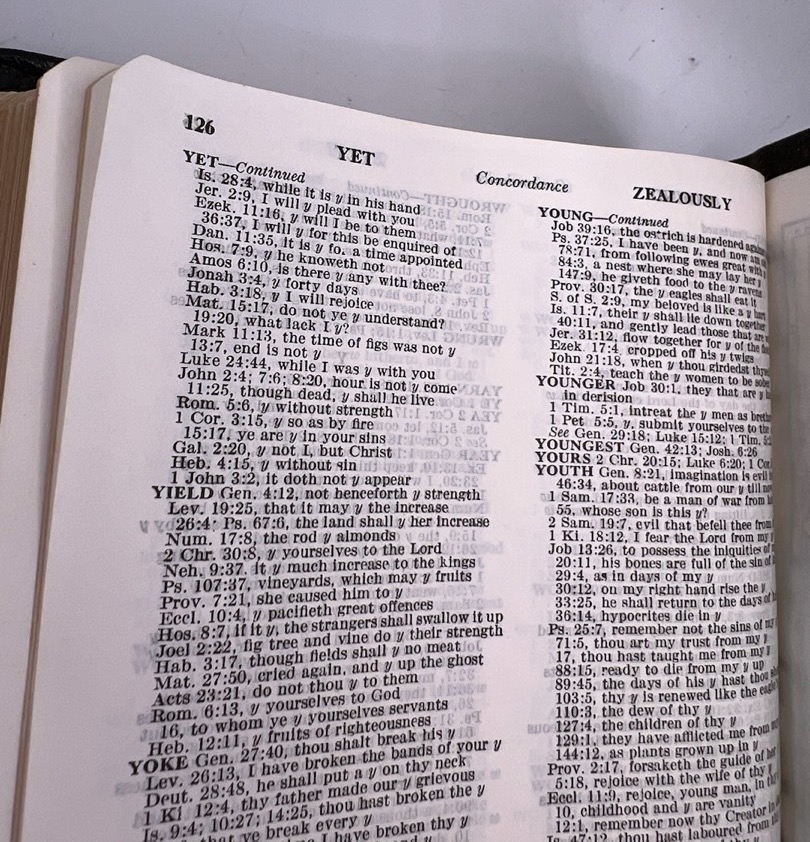 126
YET
Concordance
ZEALOUSLY
YET—Continued
Is. 28:4, while it is y in his hand
Jer. 2:9, I will y plead with you
Ezek. 11:16, y will I be to them
36:37, I will y for this be enquired of
Dan. 11:35, it is y fo. a time appointed
Hos. 7:9, y he knoweth not
Amos 6:10, is there y any with thee?
Jonah 3:4, y forty days
Hab. 3:18, y I will rejoice
Mat. 15:17, do not ye y understand?
19:20, what lack I y?
Mark 11:13, the time of figs was not y
13:7, end is not y
Luke 24:44, while I was y with you
John 2:4; 7:6; 8:20, hour is not y come
11:25, though dead, y shall he live
Rom. 5:6, y without strength
1 Cor. 3:15, y so as by fire
15:17, ye are y in your sins
Gal. 2:20, y not I, but Christ
Heb. 4:15, y without sin
1 John 3:2, it doth not y appear
YIELD Gen. 4:12, not henceforth y strength
Lev. 19:25, that it may y the increase
26:4; Ps. 67:6, the land shall y her increase
Num. 17:8, the rod y almonds
2 Chr. 30:8, y yourselves to the Lord
Neh. 9:37, it y much increase to the kings
Ps. 107:37, vineyards, which may y fruits
Prov. 7:21, she caused him to y
Eccl. 10:4, y pacifieth great offences
Hos. 8:7, if it y, the strangers shall swallow it up
Joel 2:22, fig tree and vine do y their strength
Hab. 3:17, though fields shall y no meat
Mat. 27:50, cried again, and y up the ghost
Acts 23:21, do not thou y to them
Rom. 6:13, y yourselves to God
16, to whom ye y yourselves servants
Heb. 12:11, y fruits of righteousness
YOKE Gen. 27:40, thou shalt break his y
Lev. 26:13, I have broken the bands of your y
Deut. 28:48, he shall put a y on thy neck
1 Ki. 12:4, thy father made our y grievous
Is. 9:4; 10:27; 14:25, thou hast broken the y
that ye break every y
I have broken thy y
YOUNG—Continued
Job 39:16, the ostrich is hardened
Ps. 37:25, I have been y, and now am
78:71, from following ewes great with
84:3, a nest where she may lay her
147:9, he giveth food to the y ravens
Prov. 30:17, the y eagles shall eat it
S. of S. 2:9, my beloved is like a y
Is. 11:7, their y shall lie down together
40:11, and gently lead those that are
Jer. 31:12, flow together for y of the
Ezek. 17:4, cropped off his y twigs
John 21:18, when y thou girdedst
Tit. 2:4, teach the y women to be
YOUNGER Job 30:1, they that are y
in derision
1 Tim. 5:1, intreat the y men as
1 Pet 5:5, y, submit yourselves to the
See Gen. 29:18; Luke 15:12; 1 Tim.
YOUNGEST Gen. 42:13; Josh. 6:26
YOURS 2 Chr. 20:15; Luke 6:20; 1
YOUTH Gen. 8:21, imagination is evil
46:34, about cattle from our y till
1 Sam. 17:33, be a man of war from
55, whose son is this y?
2 Sam. 19:7, evil that befell thee from
1 Ki. 18:12, I fear the Lord from my
Job 13:26, to possess the iniquities of
20:11, his bones are full of the sin of
29:4, as in days of my y
30:12, on my right hand rise the y
33:25, he shall return to the days of
36:14, hypocrites die in y
Ps. 25:7, remember not the sins of my
71:5, thou art my trust from my y
17, thou hast taught me from my
88:15, ready to die from my y up
89:45, the days of his y hast thou
103:5, thy y is renewed like the
110:3, the dew of thy y
127:4, the children of thy y
129:1, they have afflicted me from
144:12, as plants grown up in y
Prov. 2:17, forsaketh the guide of
5:18, rejoice with the wife of thy y
Eccl. 11:9, rejoice, young man, in
10, childhood and y are vanity
12:1, remember now thy Creator
Is. 47:12, thou hast laboured from